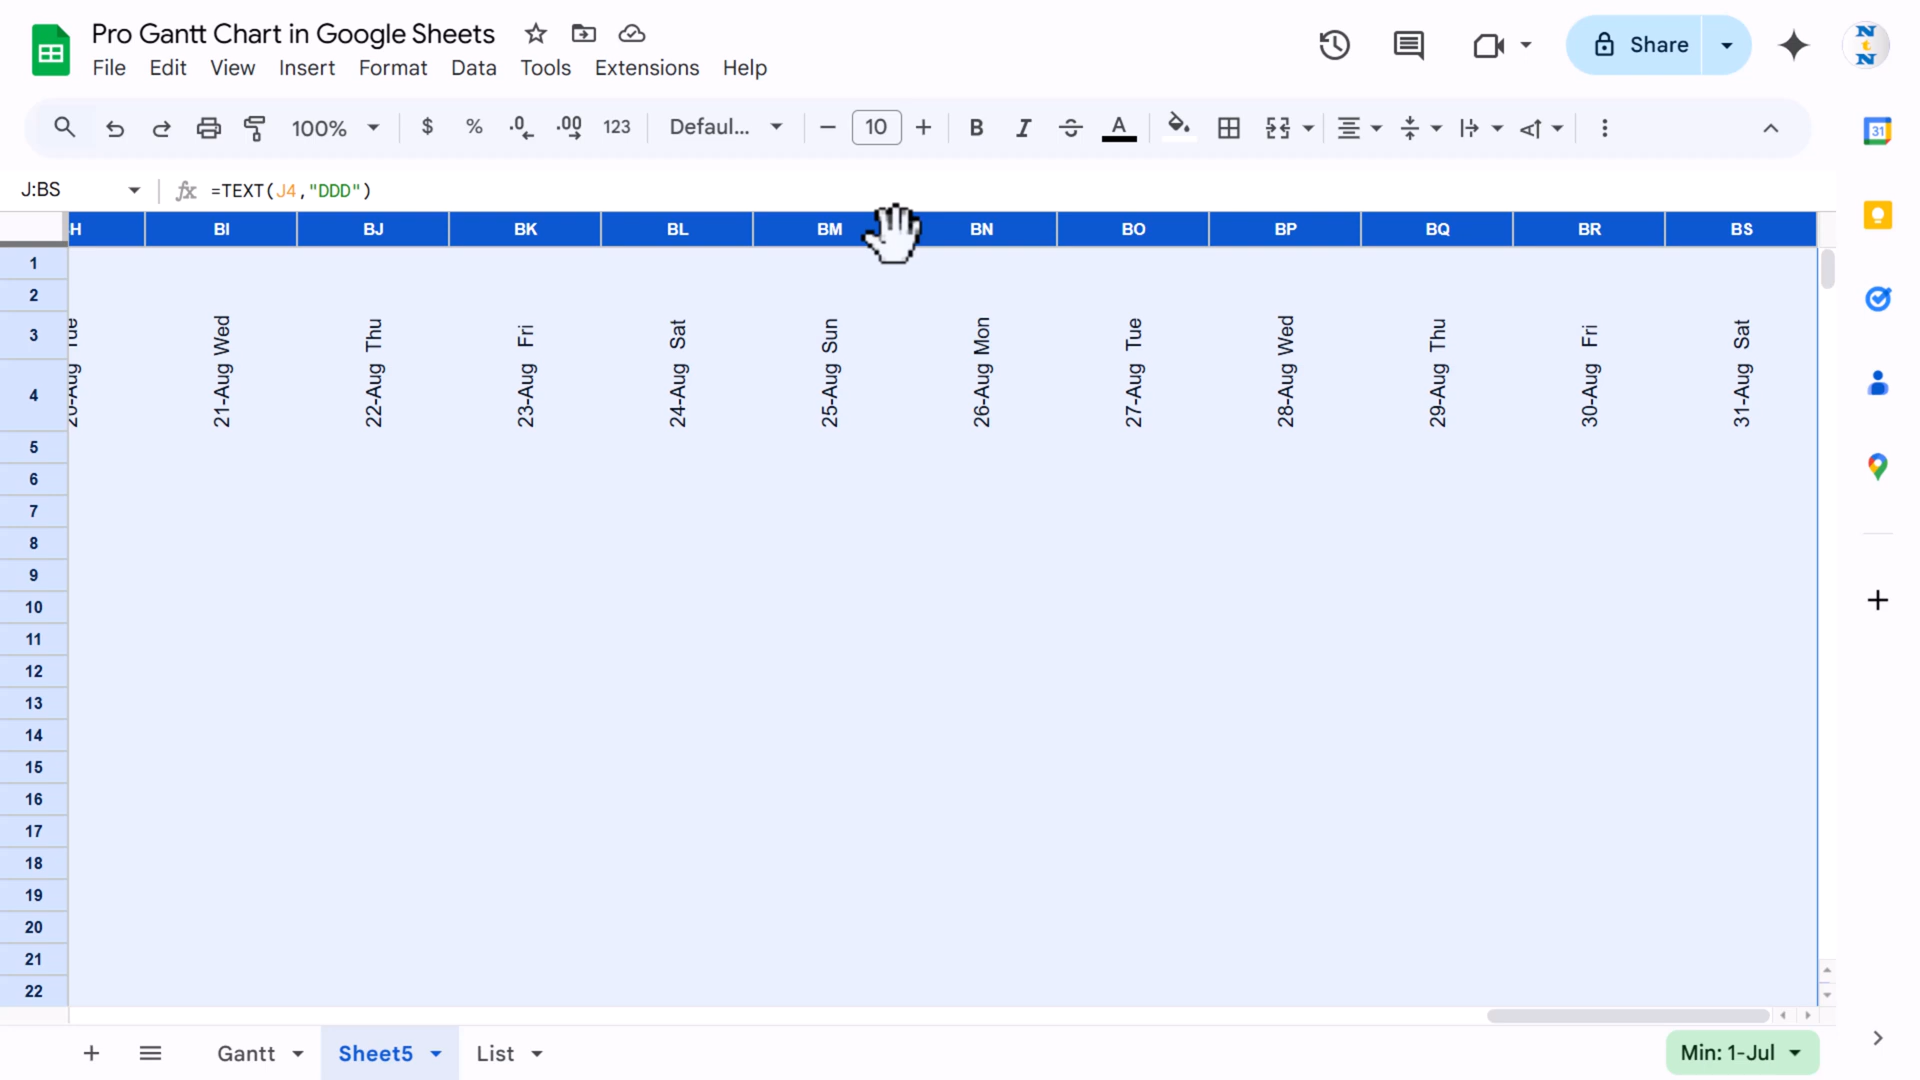 Pro Gantt Chart in Google Sheets
Share
N t N
File Edit View Insert Format Data Tools Extensions Help
100% $ % .0 .00 123 Defaul... − 10 + B I S A
31
J:BS fx =TEXT(J4,"DDD")
H BI BJ BK BL BM BN BO BP BQ BR BS
1
2
3 Tue Wed Thu Fri Sat Sun Mon Tue Wed Thu Fri Sat
4 20-Aug 21-Aug 22-Aug 23-Aug 24-Aug 25-Aug 26-Aug 27-Aug 28-Aug 29-Aug 30-Aug 31-Aug
5
6
7
8
9
10
11
12
13
14
15
16
17
18
19
20
21
22
+ Gantt Sheet5 List Min: 1-Jul